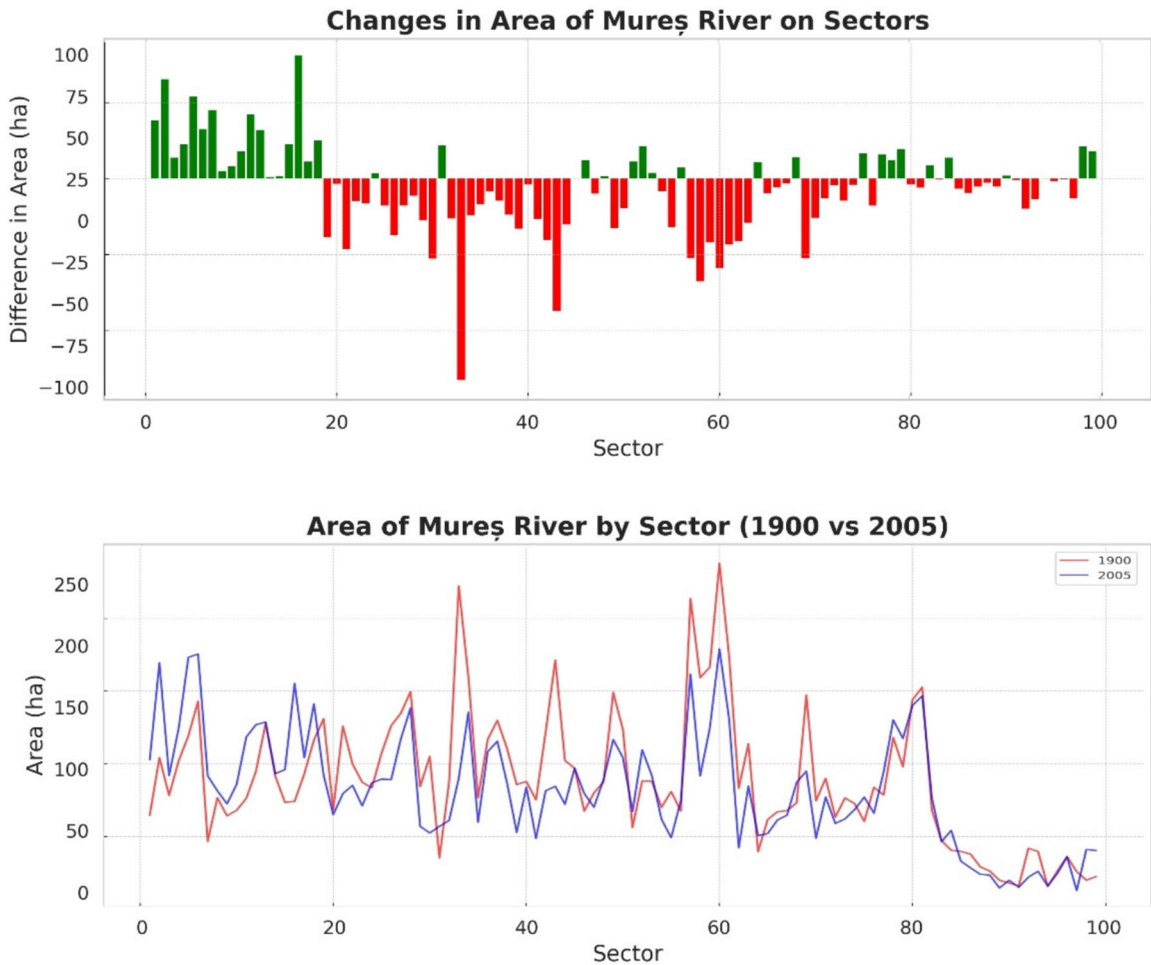 Changes in Area of Mureș River on Sectors
Difference in Area (ha)
100
75
50
25
0
−25
−50
−75
−100
0 20 40 60 80 100
Sector
Area of Mureș River by Sector (1900 vs 2005)
1900
2005
Area (ha)
250
200
150
100
50
0
0 20 40 60 80 100
Sector